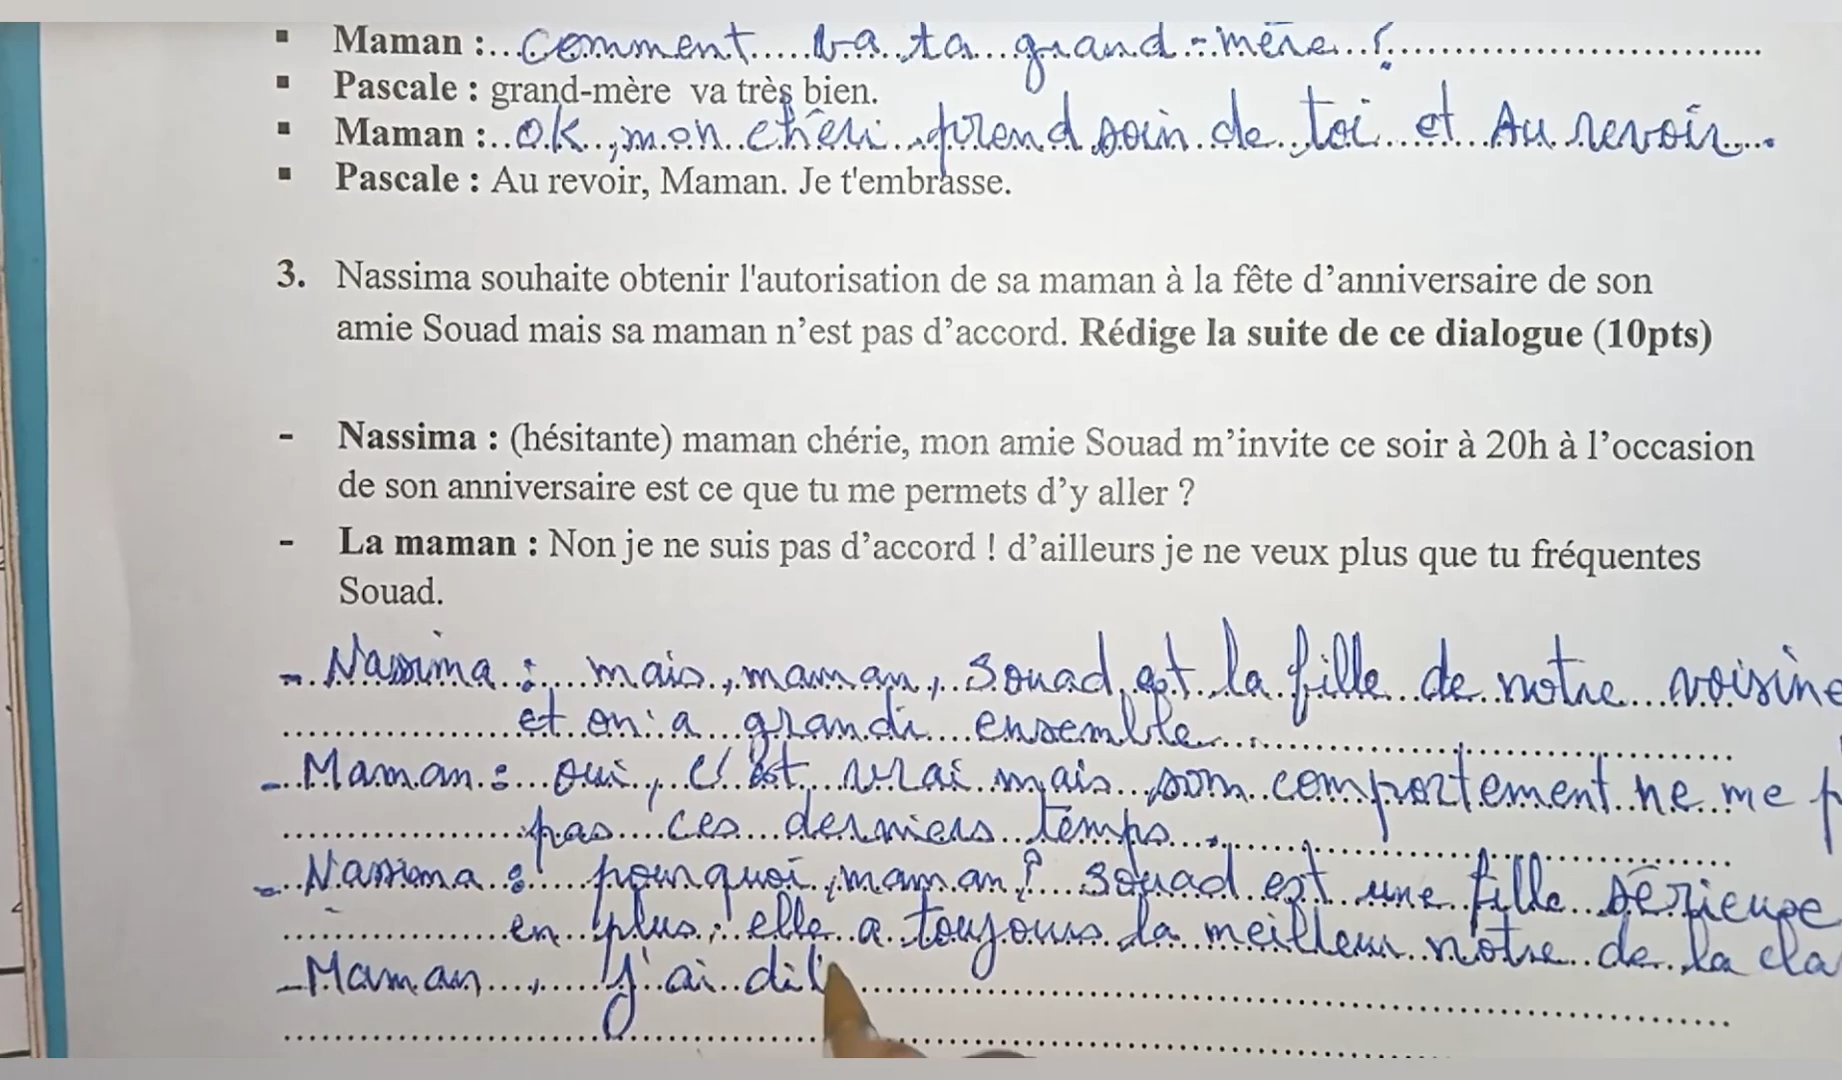 ▪ Maman :...Comment....va..ta..grand-mère..?
▪ Pascale : grand-mère va très bien.
▪ Maman :..ok.,mon chéri..,prend soin.de..toi..et..Au revoir...
▪ Pascale : Au revoir, Maman. Je t'embrasse.
3. Nassima souhaite obtenir l'autorisation de sa maman à la fête d’anniversaire de son
amie Souad mais sa maman n’est pas d’accord. Rédige la suite de ce dialogue (10pts)
- Nassima : (hésitante) maman chérie, mon amie Souad m’invite ce soir à 20h à l’occasion
de son anniversaire est ce que tu me permets d’y aller ?
- La maman : Non je ne suis pas d’accord ! d’ailleurs je ne veux plus que tu fréquentes
Souad.
- Nassima : mais, maman, Souad est la fille de notre voisine
et on a grandi ensemble
- Maman : oui, c'est vrai mais son comportement ne me p
pas ces derniers temps.
- Nassima : pourquoi, maman ? Souad est une fille sérieuse
en plus, elle a toujours la meilleur notre de la cla
- Maman , j'ai dit